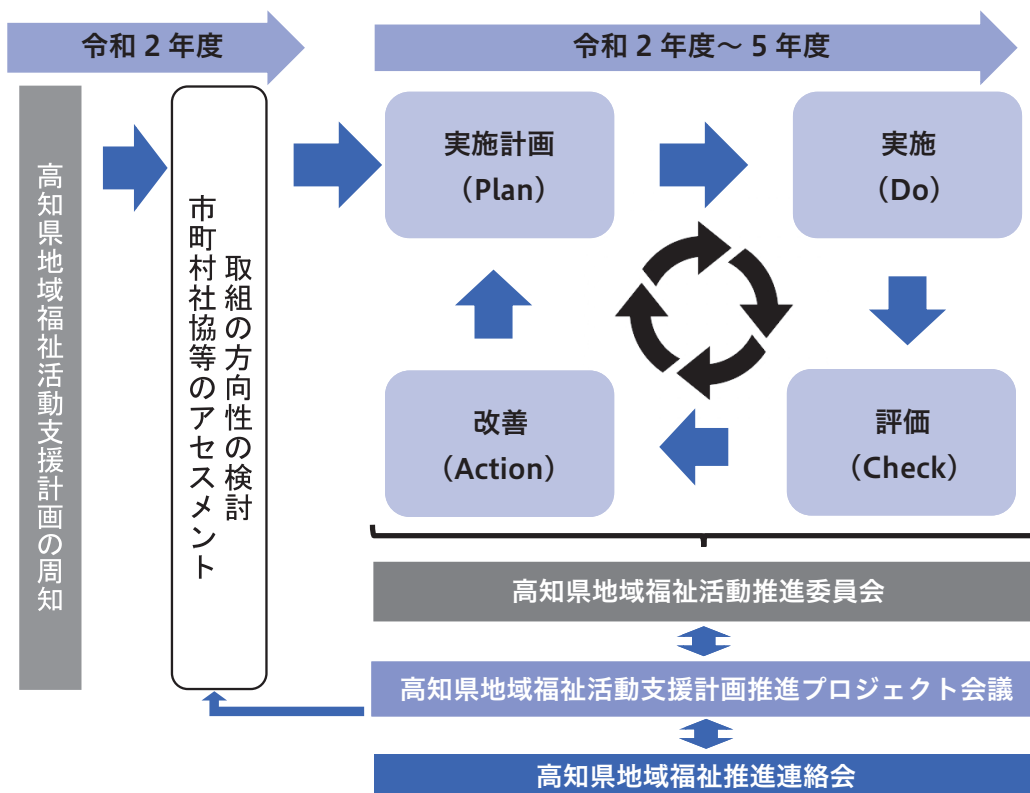 令和 2 年度
令和 2 年度～ 5 年度
高知県地域福祉活動支援計画の周知
取組の方向性の検討
市町村社協等のアセスメント
実施計画
（Plan）
実施
（Do）
改善
（Action）
評価
（Check）
高知県地域福祉活動推進委員会
高知県地域福祉活動支援計画推進プロジェクト会議
高知県地域福祉推進連絡会